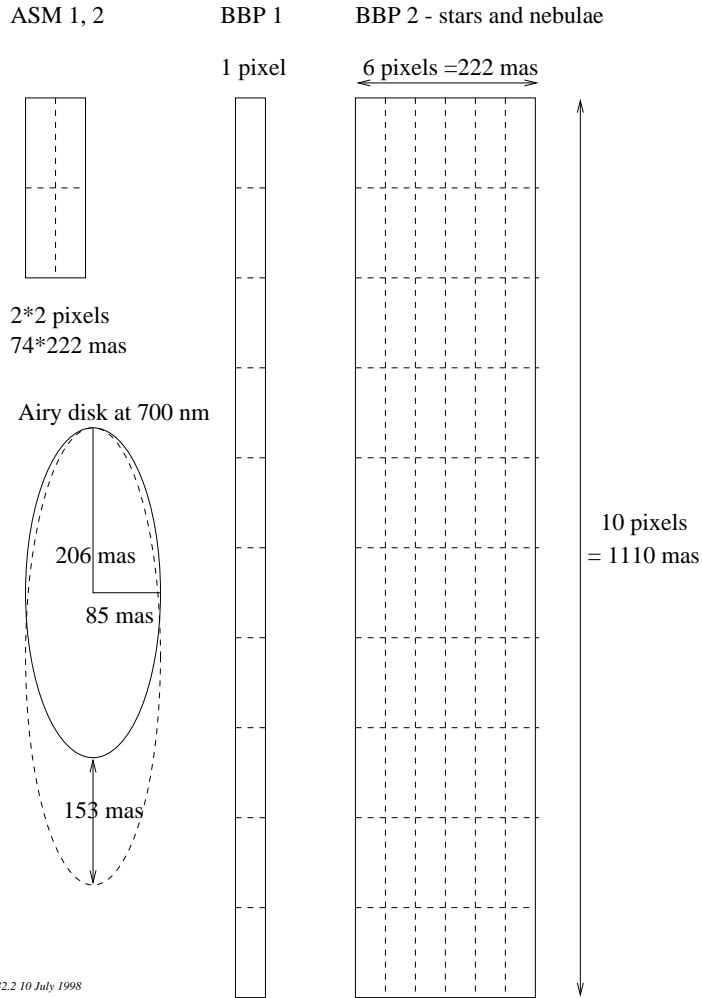 ASM 1, 2
BBP 1
BBP 2 - stars and nebulae
1 pixel
6 pixels =222 mas
2*2 pixels
74*222 mas
Airy disk at 700 nm
206 mas
85 mas
153 mas
10 pixels
= 1110 mas
2.2 10 July 1998